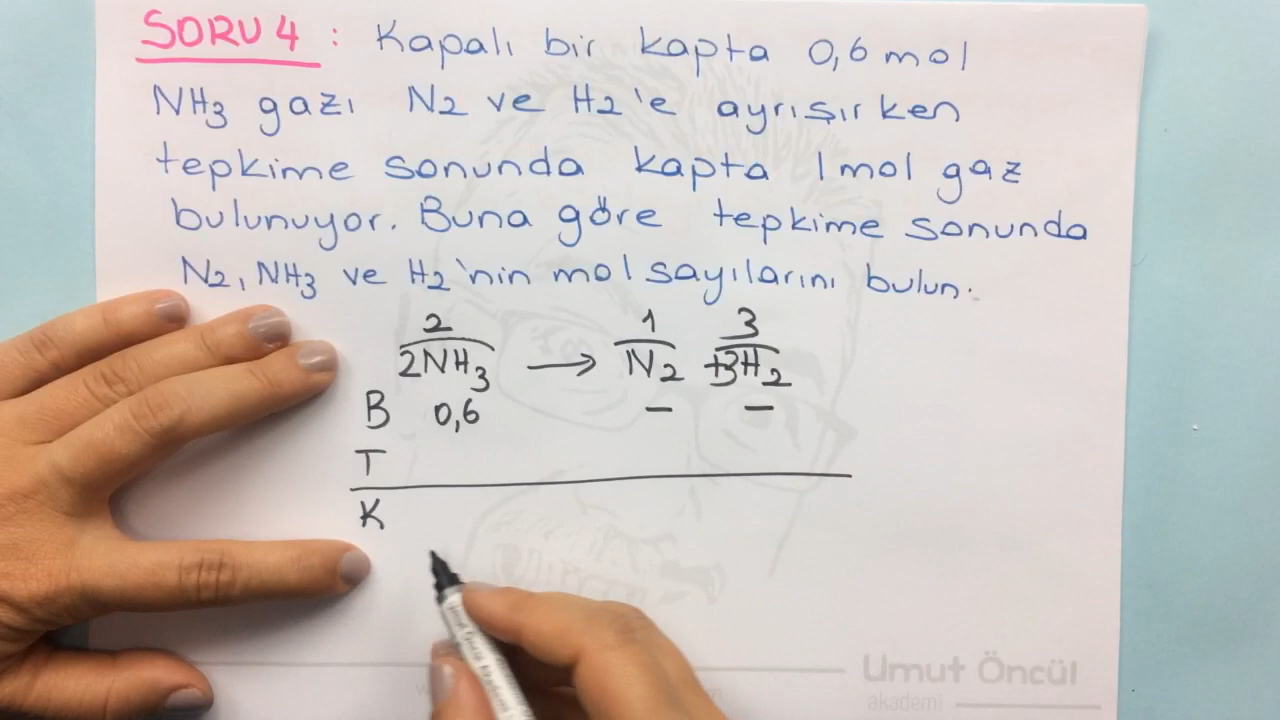 SORU 4 : Kapalı bir kapta 0,6 mol
NH3 gazı N2 ve H2'e ayrışırken
tepkime sonunda kapta 1mol gaz
bulunuyor. Buna göre tepkime sonunda
N2, NH3 ve H2'nin mol sayılarını bulun.
2 1 3
2NH3 → N2 +3H2
B 0,6 - -
T
K
Umut Öncül
akademi